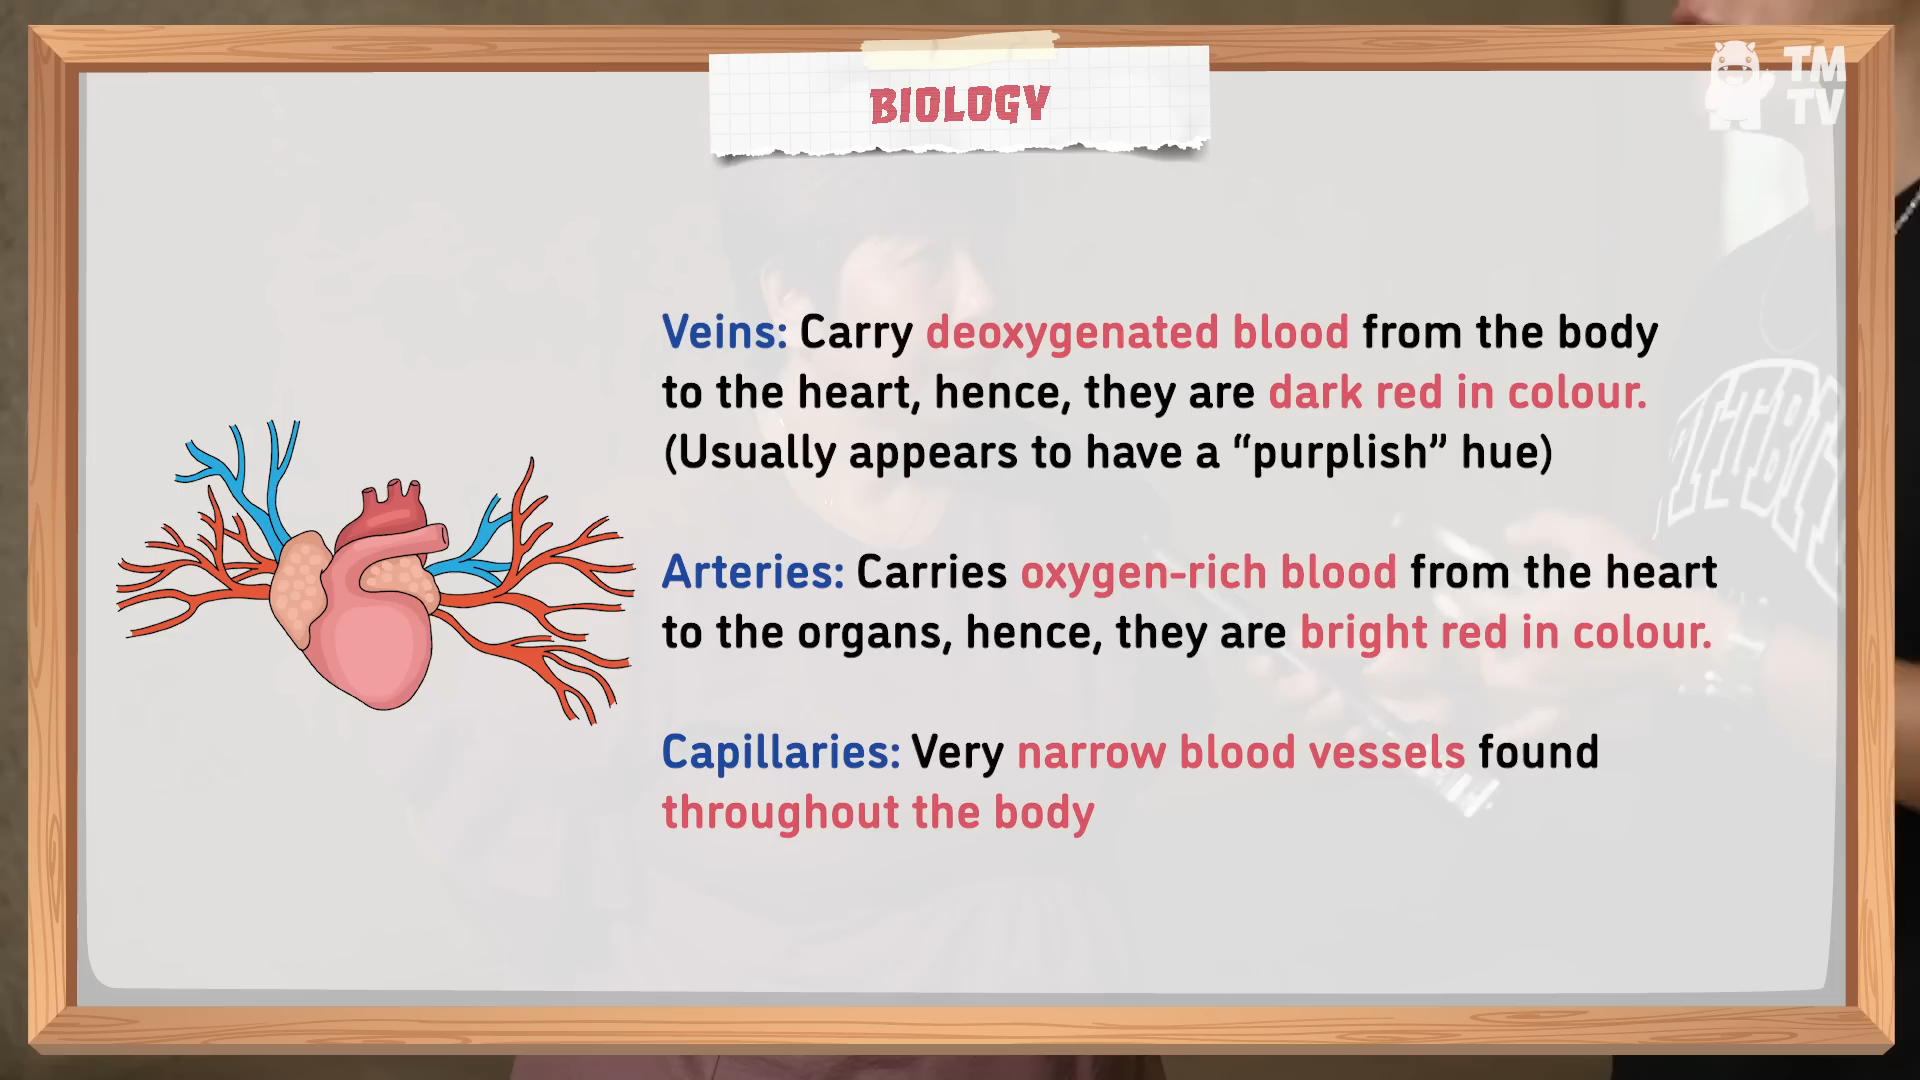 BIOLOGY
TM
TV
Veins: Carry deoxygenated blood from the body
to the heart, hence, they are dark red in colour.
(Usually appears to have a “purplish” hue)
Arteries: Carries oxygen-rich blood from the heart
to the organs, hence, they are bright red in colour.
Capillaries: Very narrow blood vessels found
throughout the body